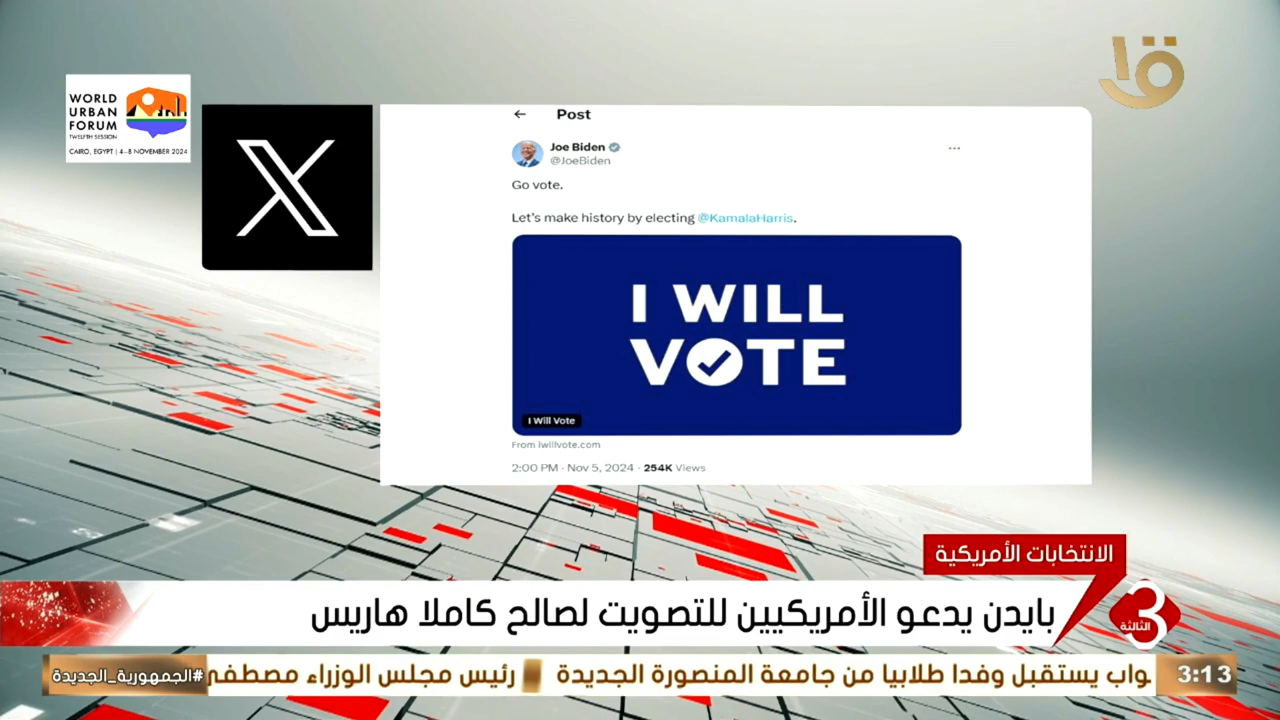 WORLD
URBAN
FORUM
TWELFTH SESSION
CAIRO, EGYPT | 4-8 NOVEMBER 2024
X
Post
Joe Biden
@JoeBiden
Go vote.
Let's make history by electing @KamalaHarris.
I WILL
VOTE
I Will Vote
From iwillvote.com
2:00 PM · Nov 5, 2024 · 254K Views
الانتخابات الأمريكية
بايدن يدعو الأمريكيين للتصويت لصالح كاملا هاريس
3
الثالثة
3:13
واب يستقبل وفدا طلابيا من جامعة المنصورة الجديدة
رئيس مجلس الوزراء مصطفى
#الجمهورية_الجديدة